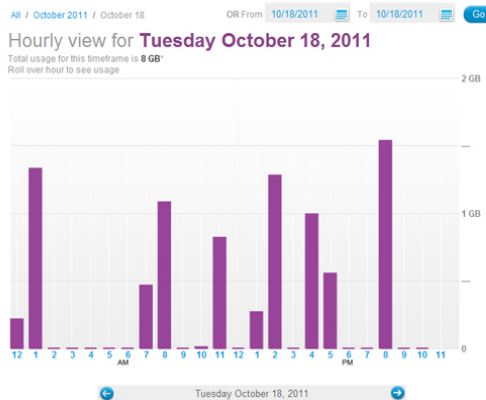 All / October 2011 / October 18 OR From 10/18/2011 To 10/18/2011 Go
Hourly view for Tuesday October 18, 2011
Total usage for this timeframe is 8 GB*
Roll over hour to see usage
2 GB
1 GB
0
12 1 2 3 4 5 6 7 8 9 10 11 12 1 2 3 4 5 6 7 8 9 10 11
AM PM
Tuesday October 18, 2011